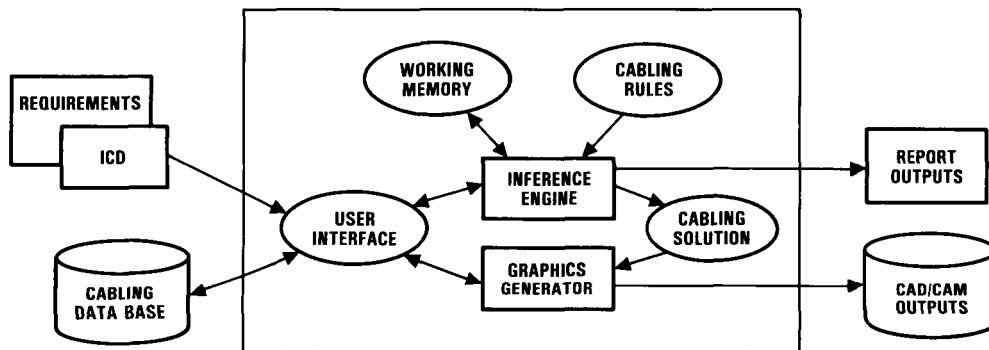 REQUIREMENTS
ICD
CABLING
DATA BASE
WORKING
MEMORY
CABLING
RULES
USER
INTERFACE
INFERENCE
ENGINE
CABLING
SOLUTION
GRAPHICS
GENERATOR
REPORT
OUTPUTS
CAD/CAM
OUTPUTS